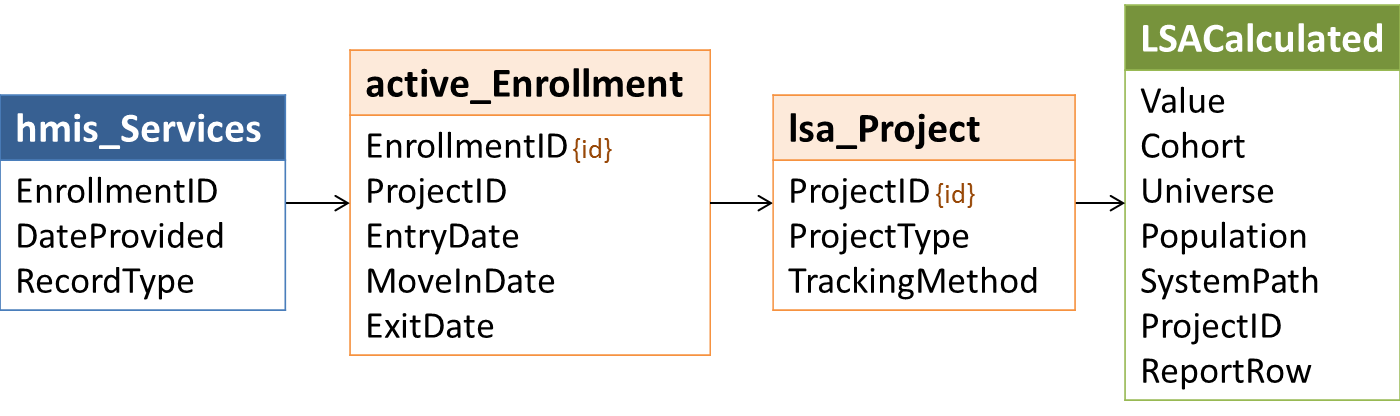 hmis_Services
EnrollmentID
DateProvided
RecordType
active_Enrollment
EnrollmentID {id}
ProjectID
EntryDate
MoveInDate
ExitDate
lsa_Project
ProjectID {id}
ProjectType
TrackingMethod
LSACalculated
Value
Cohort
Universe
Population
SystemPath
ProjectID
ReportRow